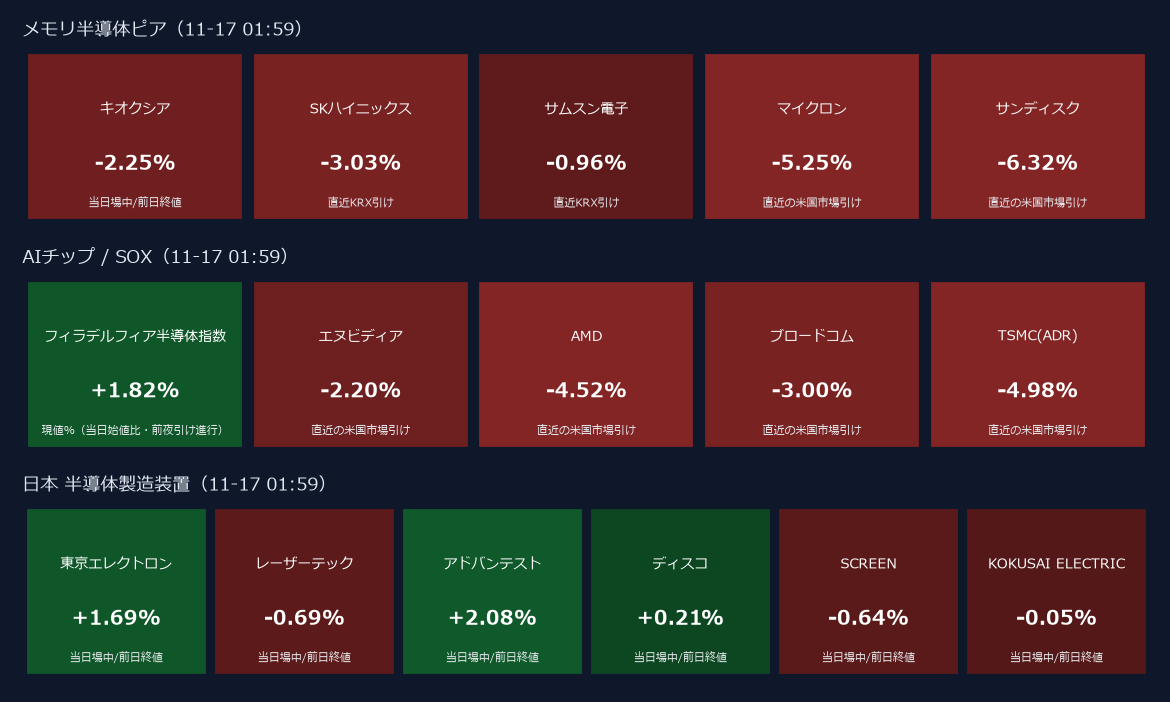 メモリ半導体ピア（11-17 01:59）
キオクシア
-2.25%
当日場中/前日終値
SKハイニックス
-3.03%
直近KRX引け
サムスン電子
-0.96%
直近KRX引け
マイクロン
-5.25%
直近の米国市場引け
サンディスク
-6.32%
直近の米国市場引け
AIチップ / SOX（11-17 01:59）
フィラデルフィア半導体指数
+1.82%
現値%（当日始値比・前夜引け進行）
エヌビディア
-2.20%
直近の米国市場引け
AMD
-4.52%
直近の米国市場引け
ブロードコム
-3.00%
直近の米国市場引け
TSMC(ADR)
-4.98%
直近の米国市場引け
日本 半導体製造装置（11-17 01:59）
東京エレクトロン
+1.69%
当日場中/前日終値
レーザーテック
-0.69%
当日場中/前日終値
アドバンテスト
+2.08%
当日場中/前日終値
ディスコ
+0.21%
当日場中/前日終値
SCREEN
-0.64%
当日場中/前日終値
KOKUSAI ELECTRIC
-0.05%
当日場中/前日終値